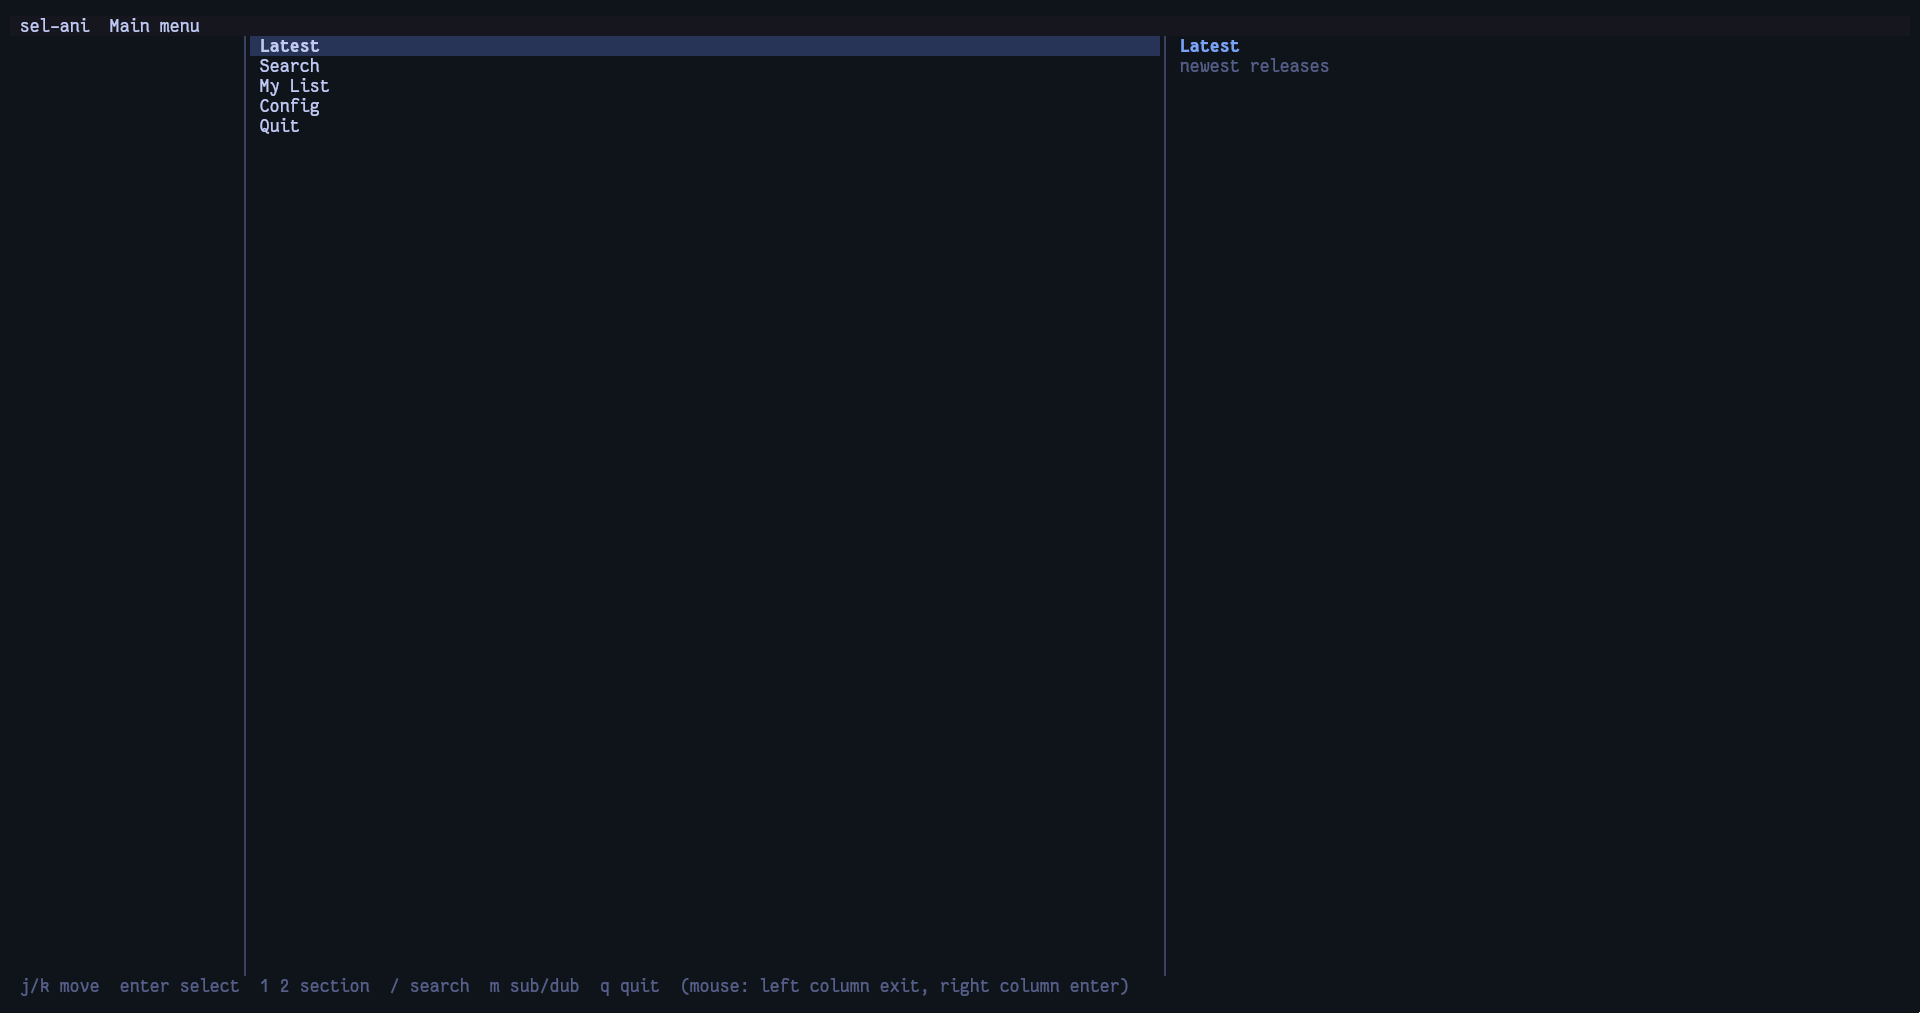 sel-ani  Main menu
Latest
Search
My List
Config
Quit
Latest
newest releases
j/k move  enter select  1 2 section  / search  m sub/dub  q quit  (mouse: left column exit, right column enter)